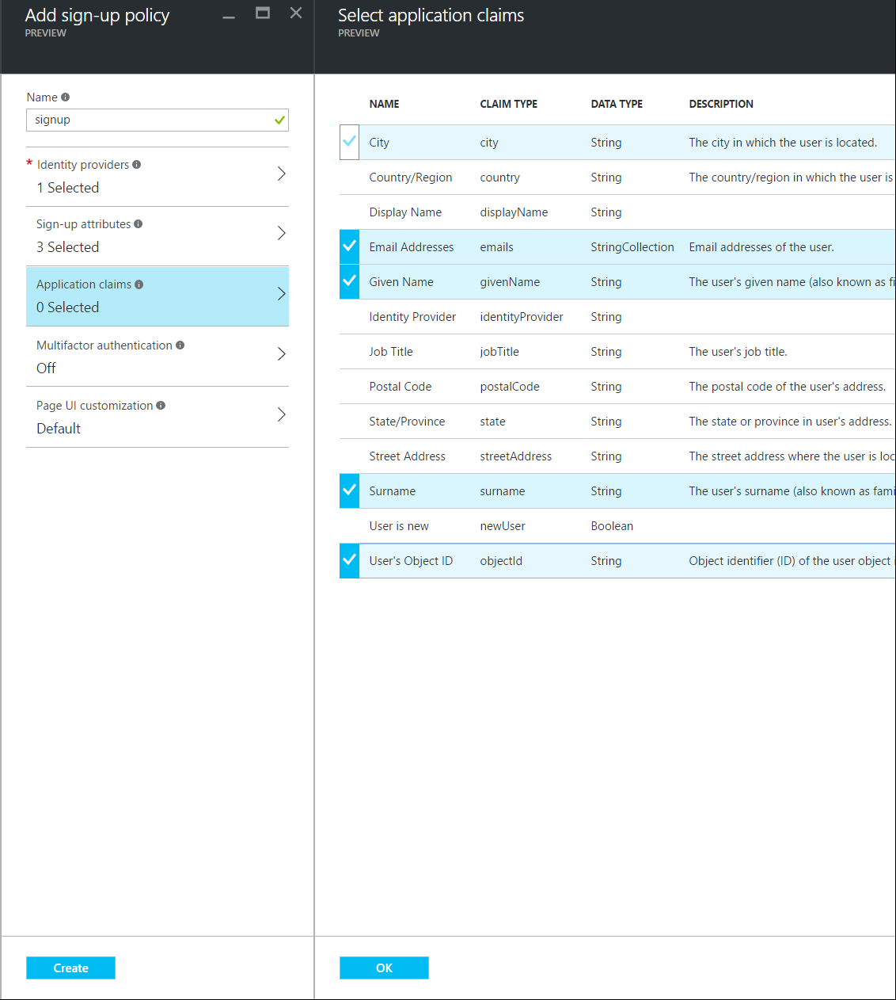 Add sign-up policy
PREVIEW
Name
signup
* Identity providers
1 Selected
Sign-up attributes
3 Selected
Application claims
0 Selected
Multifactor authentication
Off
Page UI customization
Default
Create
Select application claims
PREVIEW
NAME CLAIM TYPE DATA TYPE DESCRIPTION
City city String The city in which the user is located.
Country/Region country String The country/region in which the user is
Display Name displayName String
Email Addresses emails StringCollection Email addresses of the user.
Given Name givenName String The user's given name (also known as fi
Identity Provider identityProvider String
Job Title jobTitle String The user's job title.
Postal Code postalCode String The postal code of the user's address.
State/Province state String The state or province in user's address.
Street Address streetAddress String The street address where the user is loc
Surname surname String The user's surname (also known as fami
User is new newUser Boolean
User's Object ID objectId String Object identifier (ID) of the user object i
OK